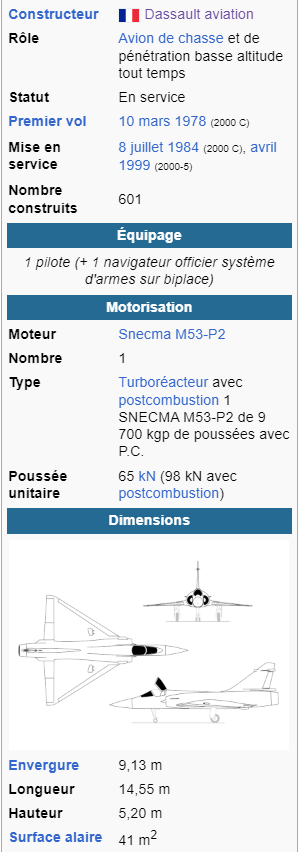 Constructeur Dassault aviation
Rôle Avion de chasse et de
pénétration basse altitude
tout temps
Statut En service
Premier vol 10 mars 1978 (2000 C)
Mise en 8 juillet 1984 (2000 C), avril
service 1999 (2000-5)
Nombre
construits 601
Équipage
1 pilote (+ 1 navigateur officier système
d'armes sur biplace)
Motorisation
Moteur Snecma M53-P2
Nombre 1
Type Turboréacteur avec
postcombustion 1
SNECMA M53-P2 de 9
700 kgp de poussées avec
P.C.
Poussée 65 kN (98 kN avec
unitaire postcombustion)
Dimensions
Envergure 9,13 m
Longueur 14,55 m
Hauteur 5,20 m
Surface alaire 41 m2